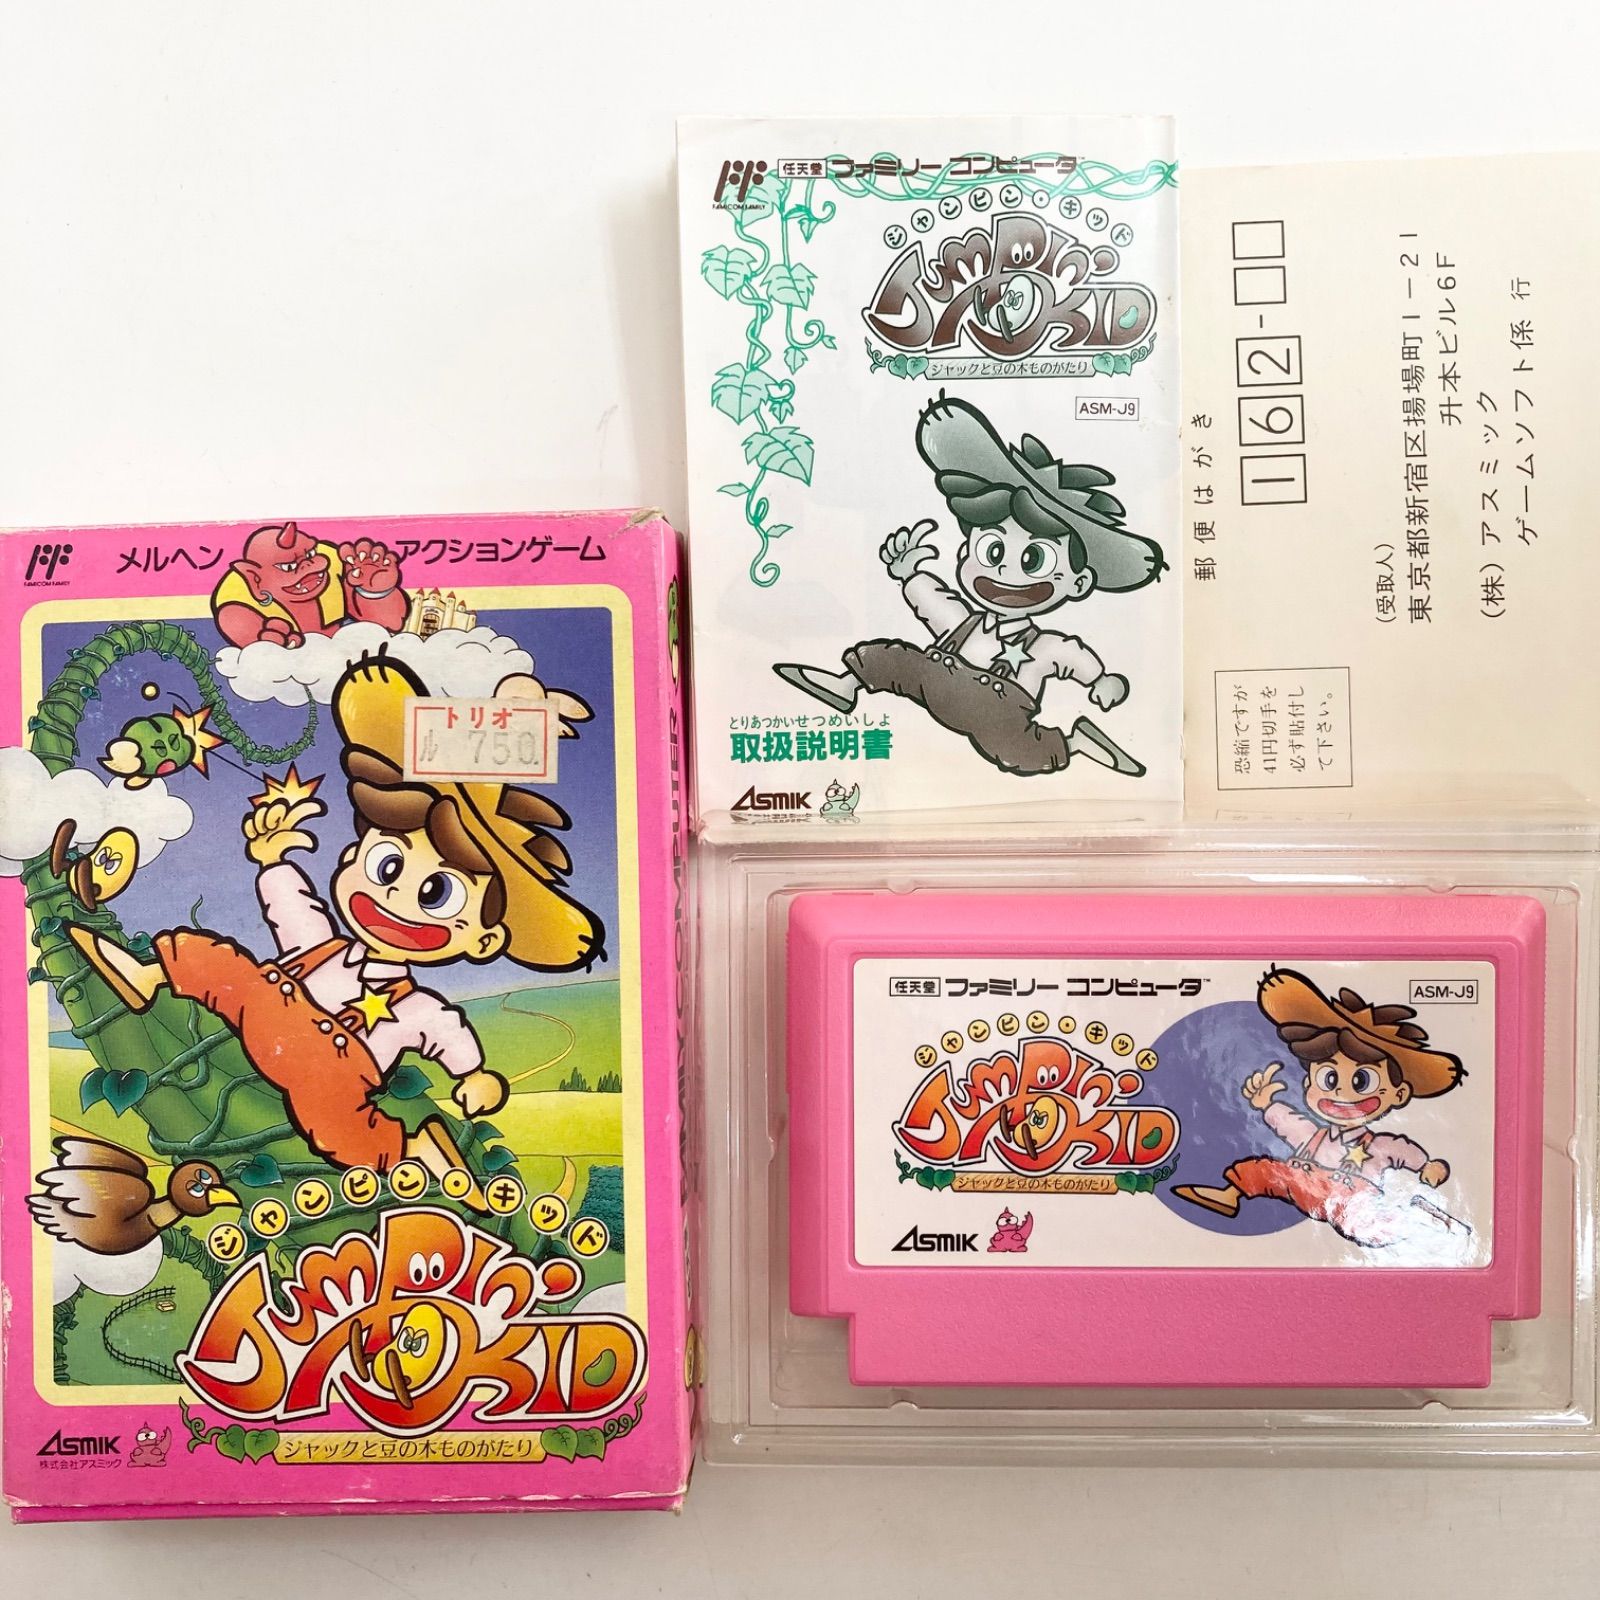 FAMICOM FAMILY
メルヘン アクションゲーム
トリオ
ル 750.
ジャンピン・キッド
JUMPIN' KID
ジャックと豆の木ものがたり
ASMIK
株式会社アスミック
FAMILY COMPUTER
FAMICOM FAMILY
任天堂 ファミリーコンピュータ™
ジャンピン・キッド
JUMPIN' KID
ジャックと豆の木ものがたり
ASM-J9
とりあつかいせつめいしょ
取扱説明書
ASMIK
郵便はがき
162-
(受取人)
東京都新宿区揚場町1-21
升本ビル6F
(株)アスミック
ゲームソフト係 行
恐縮ですが
41円切手を
必ず貼付し
て下さい。
任天堂 ファミリーコンピュータ™
ASM-J9
ジャンピン・キッド
JUMPIN' KID
ジャックと豆の木ものがたり
ASMIK